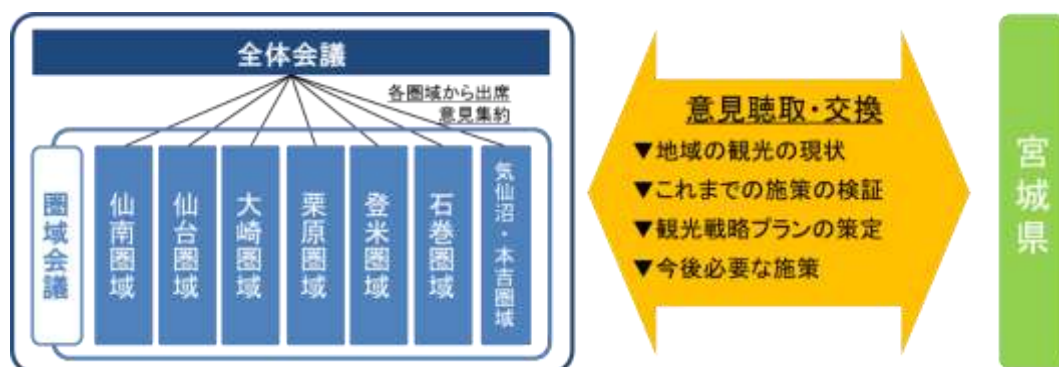 全体会議
各圏域から出席
意見集約
圏域会議
仙南圏域
仙台圏域
大崎圏域
栗原圏域
登米圏域
石巻圏域
気仙沼・本吉圏域
意見聴取・交換
▼地域の観光の現状
▼これまでの施策の検証
▼観光戦略プランの策定
▼今後必要な施策
宮城県